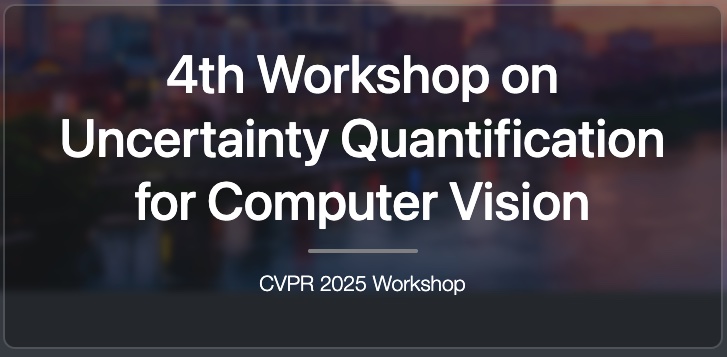 4th Workshop on
Uncertainty Quantification
for Computer Vision
CVPR 2025 Workshop